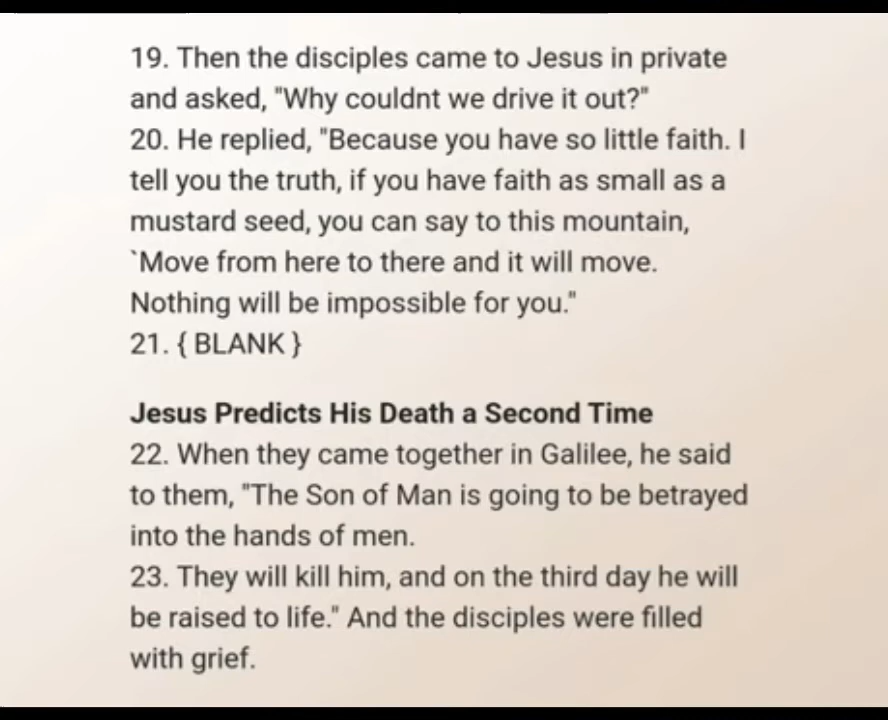 19. Then the disciples came to Jesus in private
and asked, "Why couldnt we drive it out?"
20. He replied, "Because you have so little faith. I
tell you the truth, if you have faith as small as a
mustard seed, you can say to this mountain,
`Move from here to there and it will move.
Nothing will be impossible for you."
21. { BLANK }
Jesus Predicts His Death a Second Time
22. When they came together in Galilee, he said
to them, "The Son of Man is going to be betrayed
into the hands of men.
23. They will kill him, and on the third day he will
be raised to life." And the disciples were filled
with grief.